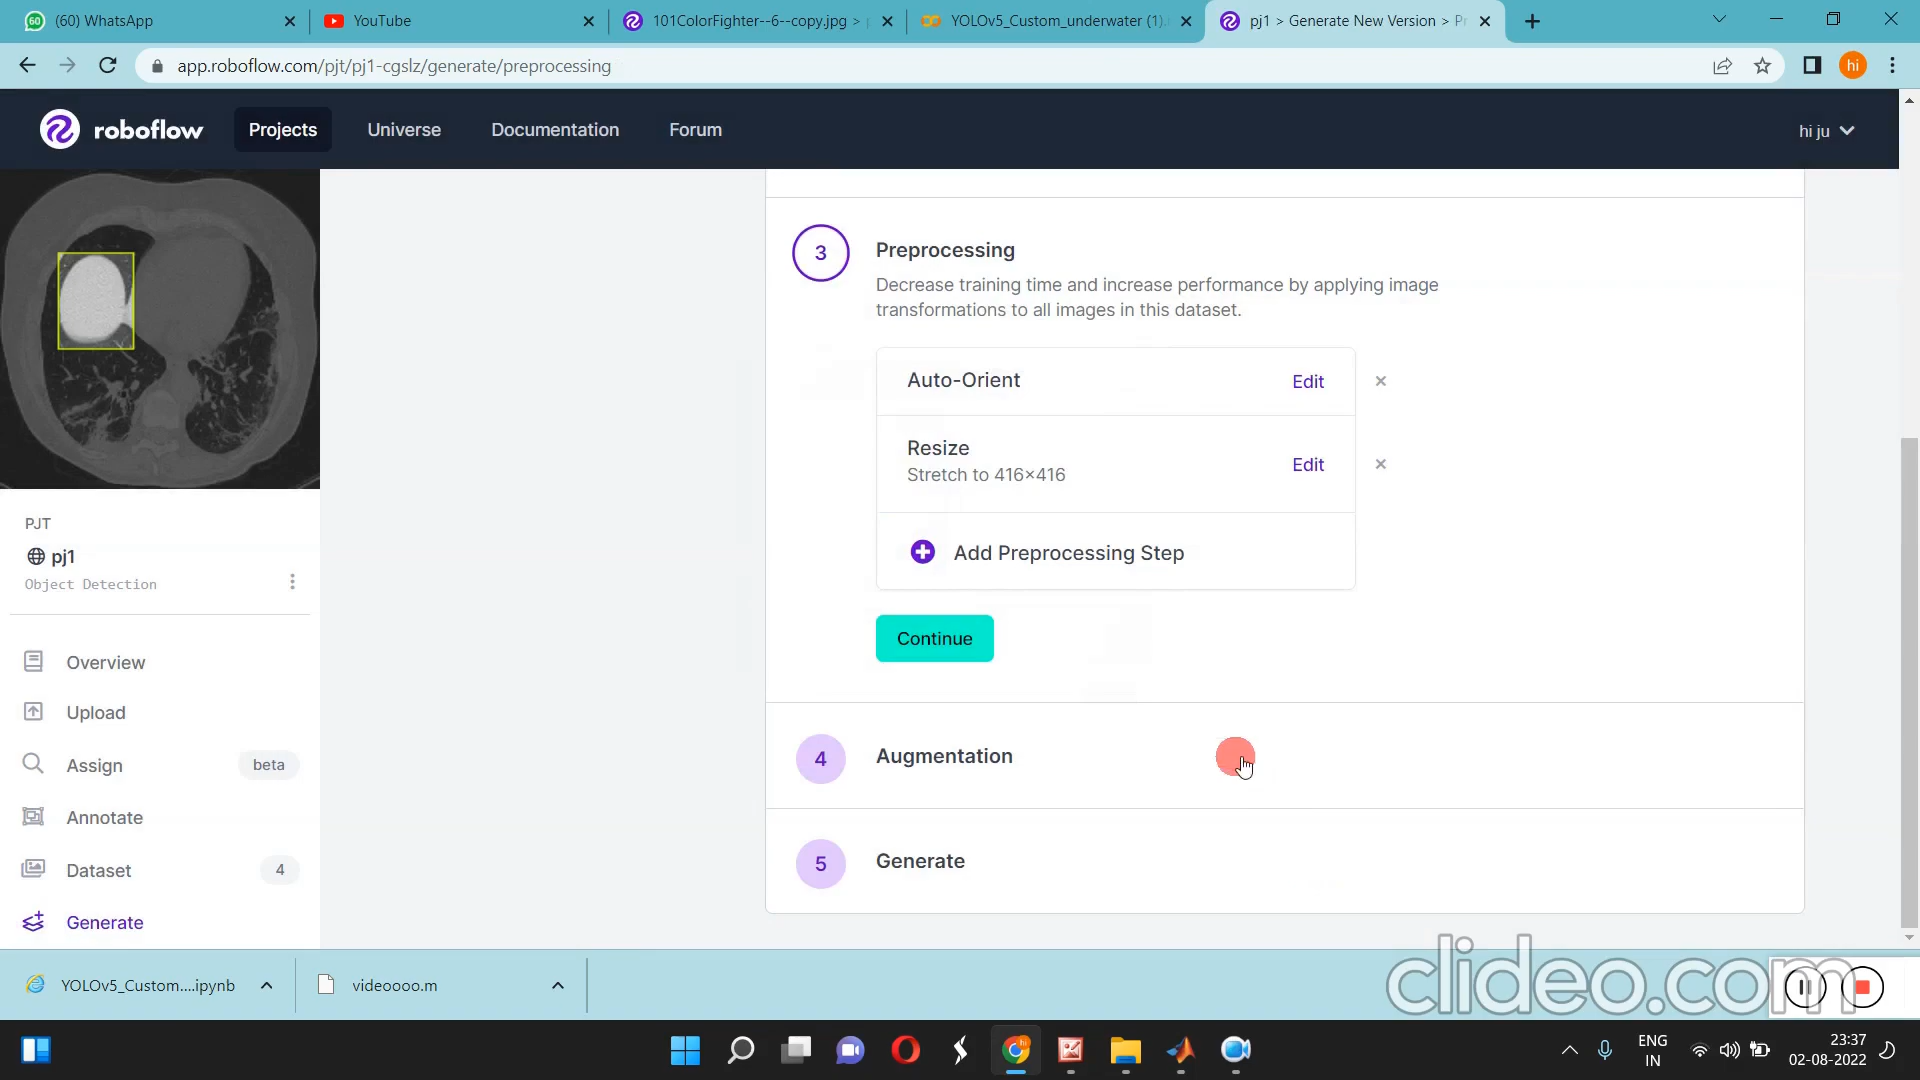 (60) WhatsApp
YouTube
101ColorFighter--6--copy.jpg >
YOLOv5_Custom_underwater (1).
pj1 > Generate New Version > Pr
app.roboflow.com/pjt/pj1-cgslz/generate/preprocessing
hi
roboflow
Projects
Universe
Documentation
Forum
hi ju
3
Preprocessing
Decrease training time and increase performance by applying image
transformations to all images in this dataset.
Auto-Orient
Edit
Resize
Stretch to 416×416
Edit
Add Preprocessing Step
Continue
4
Augmentation
5
Generate
PJT
pj1
Object Detection
Overview
Upload
Assign
beta
Annotate
Dataset
4
Generate
YOLOv5_Custom....ipynb
videoooo.m
clideo.com
ENG
IN
23:37
02-08-2022